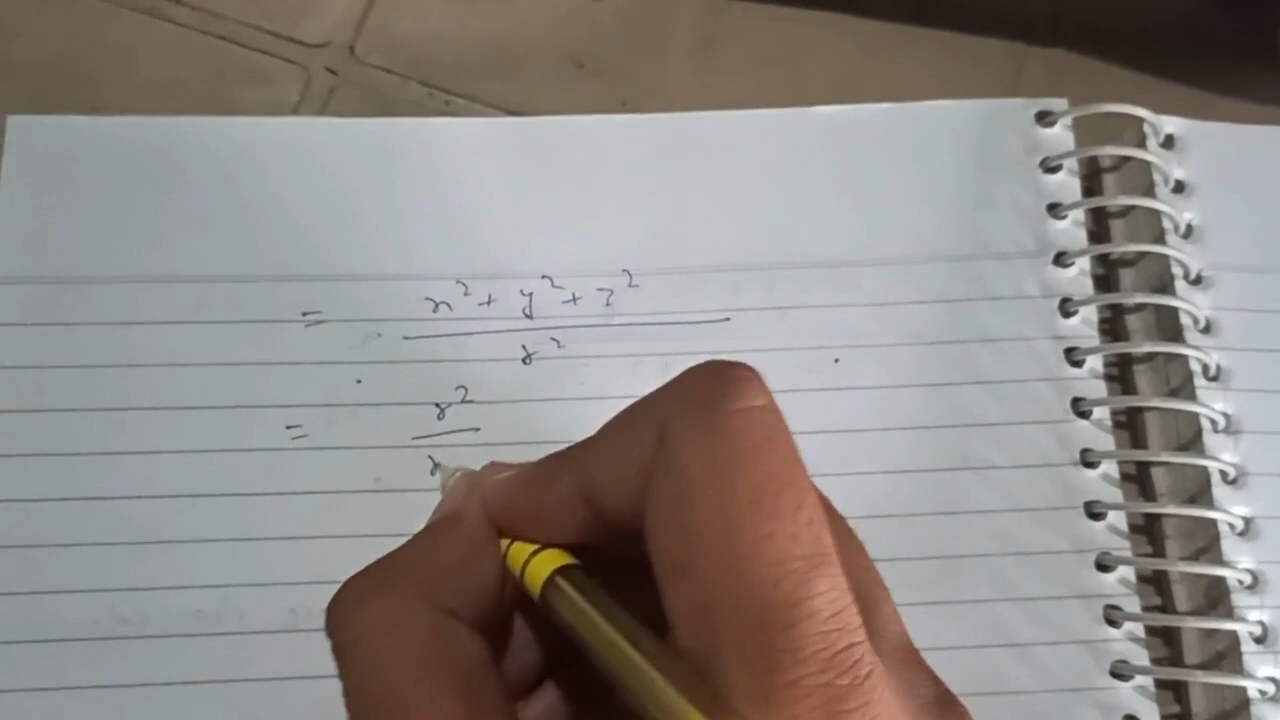 = x² + y² + z²
r²
= r²
r